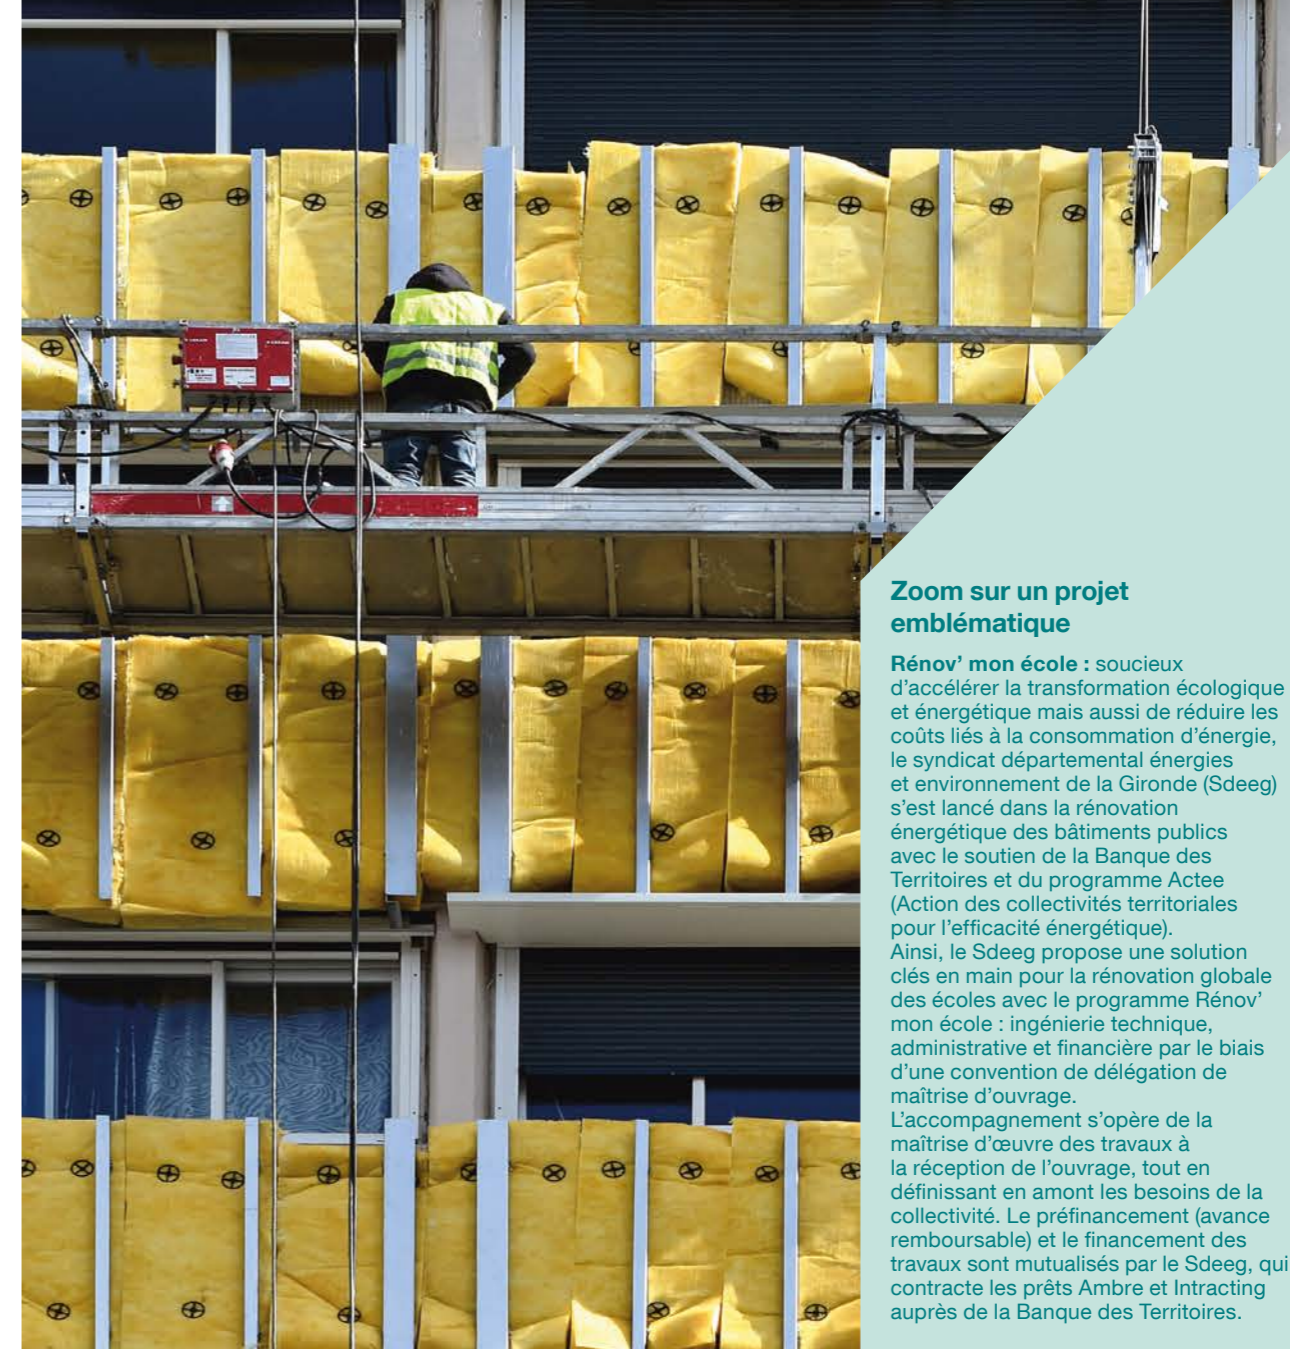 Zoom sur un projet
emblématique
Rénov’ mon école : soucieux
d’accélérer la transformation écologique
et énergétique mais aussi de réduire les
coûts liés à la consommation d’énergie,
le syndicat départemental énergies
et environnement de la Gironde (Sdeeg)
s’est lancé dans la rénovation
énergétique des bâtiments publics
avec le soutien de la Banque des
Territoires et du programme Actee
(Action des collectivités territoriales
pour l’efficacité énergétique).
Ainsi, le Sdeeg propose une solution
clés en main pour la rénovation globale
des écoles avec le programme Rénov’
mon école : ingénierie technique,
administrative et financière par le biais
d’une convention de délégation de
maîtrise d’ouvrage.
L’accompagnement s’opère de la
maîtrise d’œuvre des travaux à
la réception de l’ouvrage, tout en
définissant en amont les besoins de la
collectivité. Le préfinancement (avance
remboursable) et le financement des
travaux sont mutualisés par le Sdeeg, qui
contracte les prêts Ambre et Intracting
auprès de la Banque des Territoires.